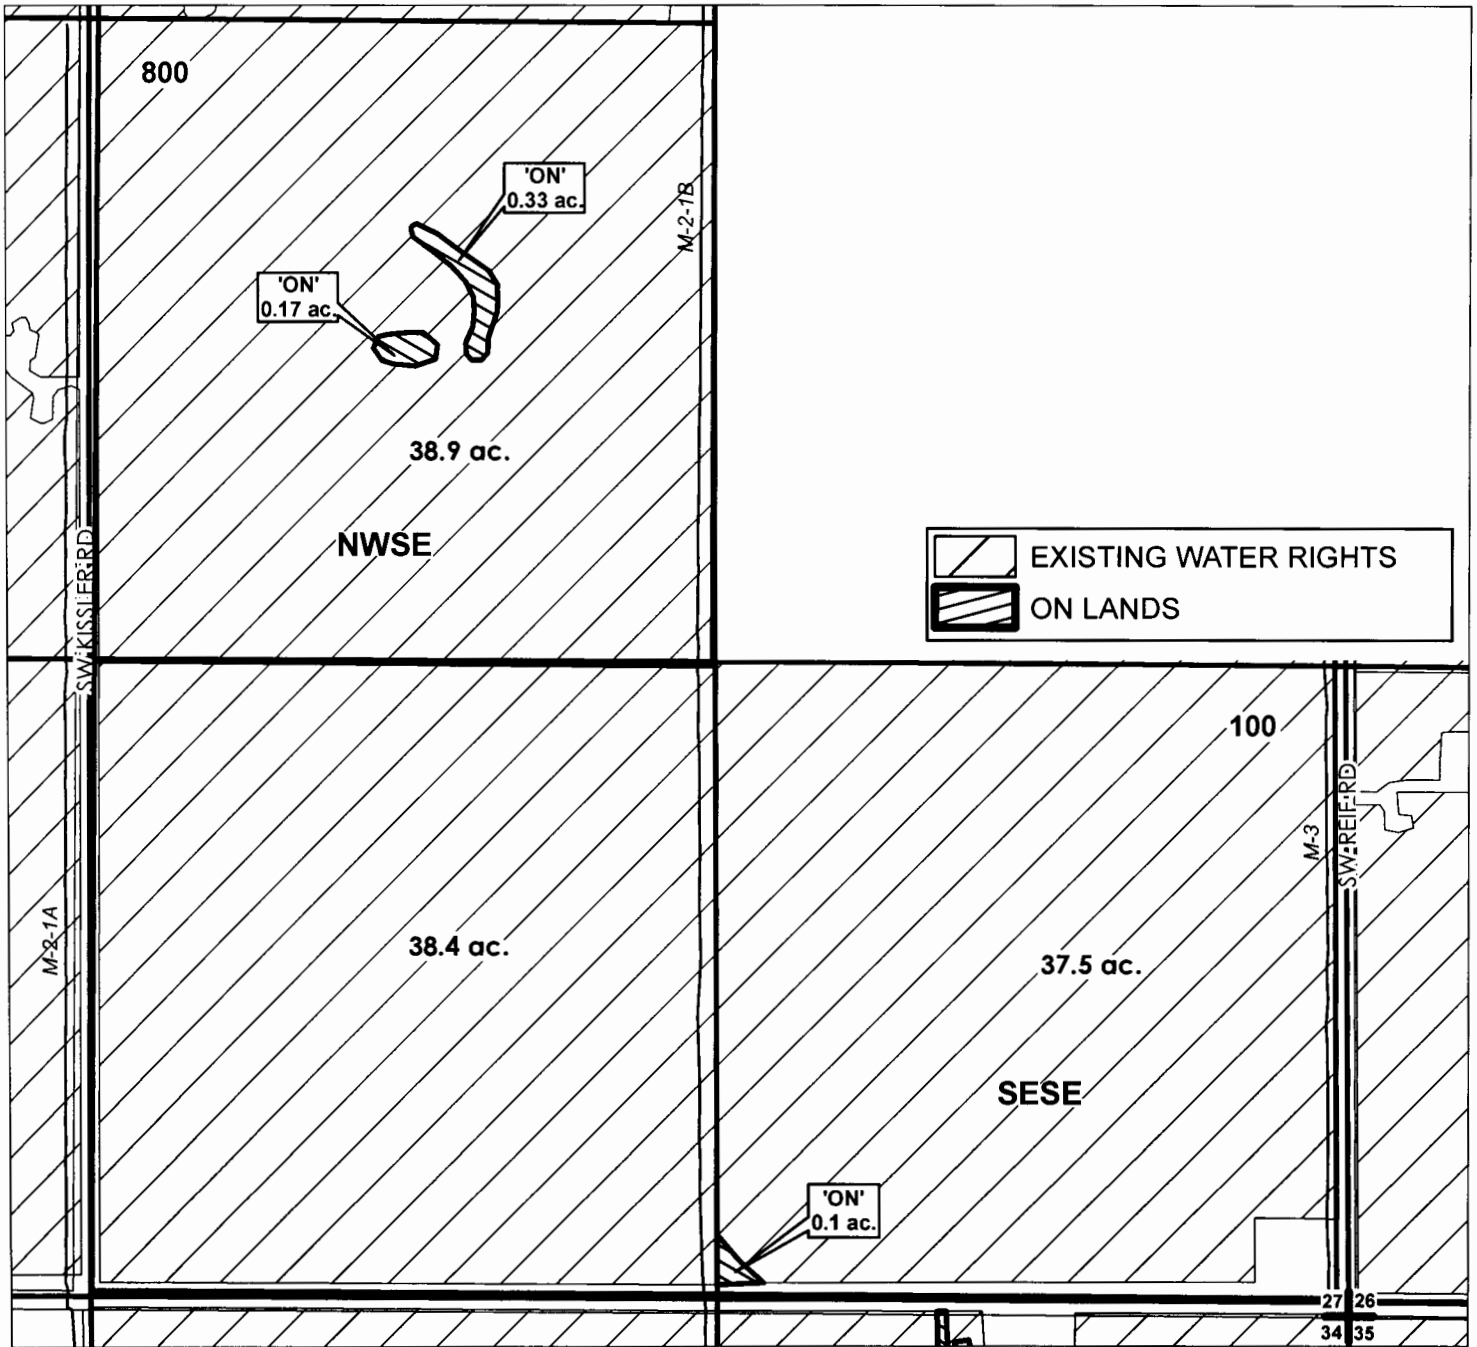 800
'ON'
0.33 ac.
M-2-1B
'ON'
0.17 ac.
38.9 ac.
NWSE
SW KISSLER RD
EXISTING WATER RIGHTS
ON LANDS
100
SW REIF RD
M-3
M-2-1A
38.4 ac.
37.5 ac.
SESE
'ON'
0.1 ac.
27 26
34 35